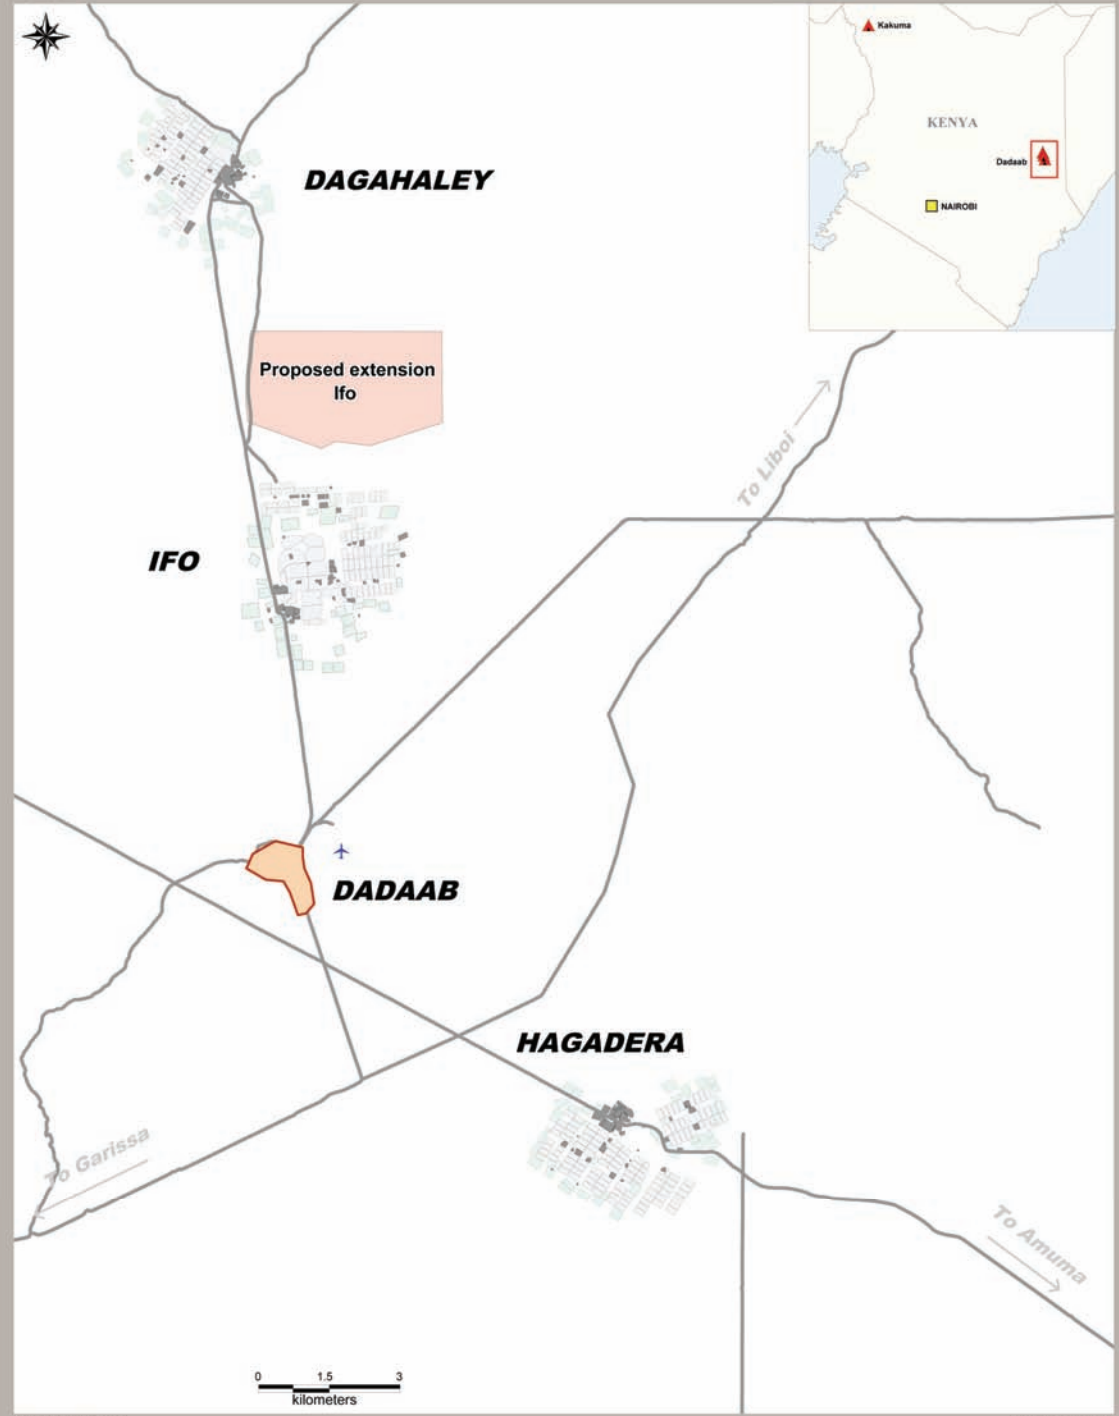 Kakuma
KENYA
Dadaab
NAIROBI
DAGAHALEY
Proposed extension
Ifo
To Liboi
IFO
DADAAB
HAGADERA
To Garissa
To Amuma
0 1.5 3
kilometers